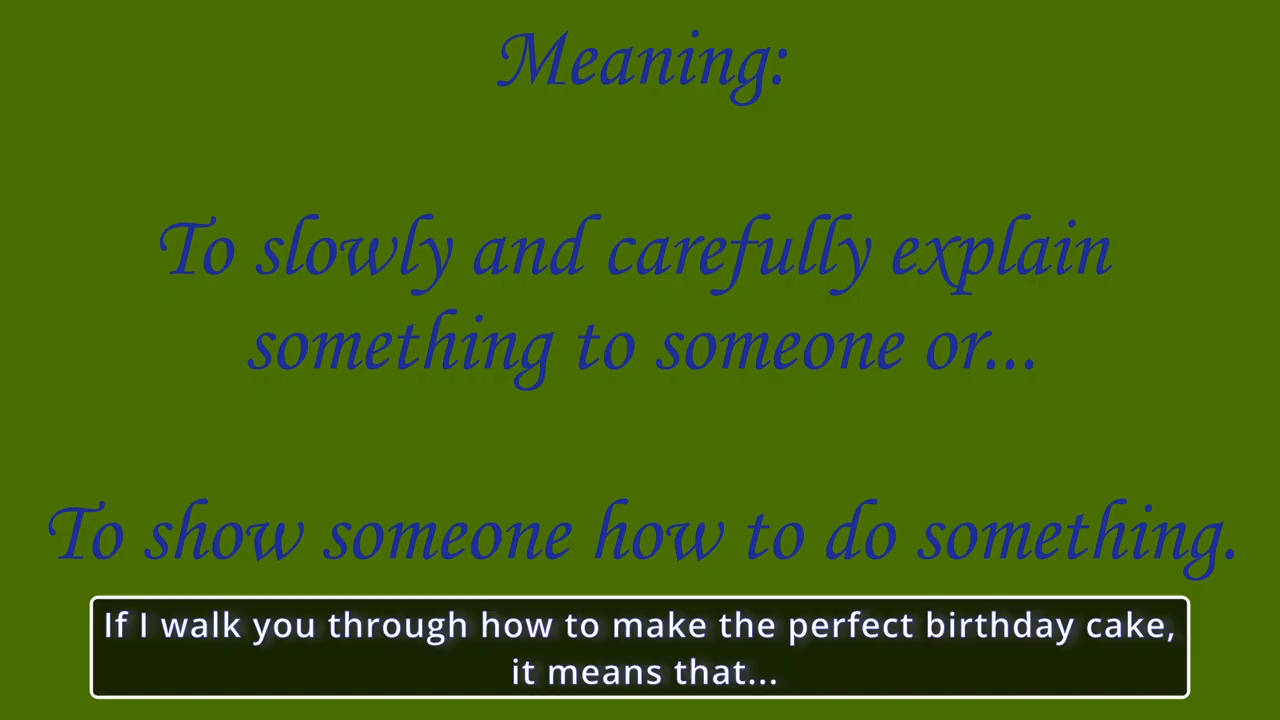 Meaning:
To slowly and carefully explain
something to someone or...
To show someone how to do something.
If I walk you through how to make the perfect birthday cake,
it means that...